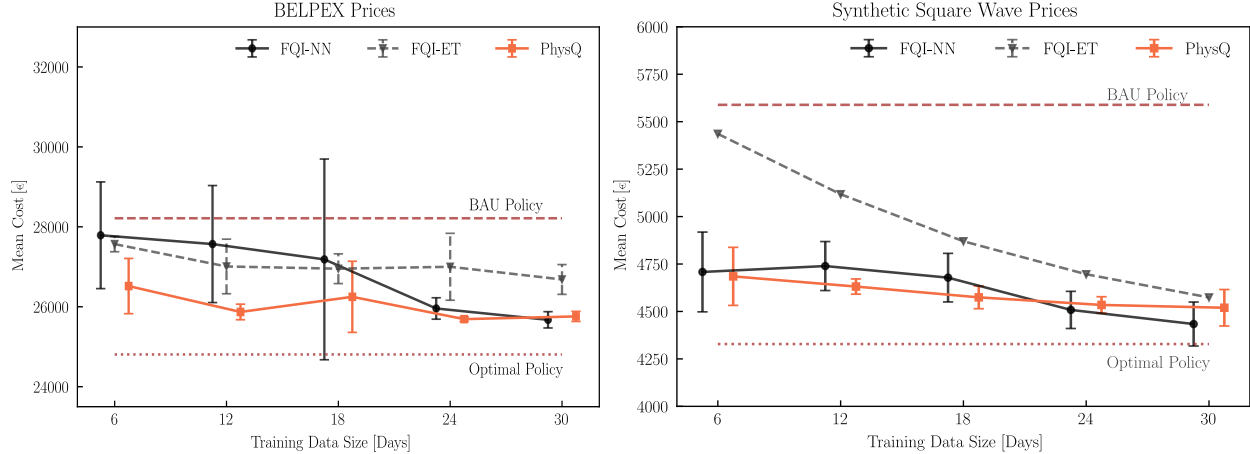 BELPEX Prices
FQI-NN
FQI-ET
PhysQ
32000
30000
28000
26000
24000
Mean Cost [€]
BAU Policy
Optimal Policy
6
12
18
24
30
Training Data Size [Days]
Synthetic Square Wave Prices
FQI-NN
FQI-ET
PhysQ
6000
5750
5500
5250
5000
4750
4500
4250
4000
Mean Cost [€]
BAU Policy
Optimal Policy
6
12
18
24
30
Training Data Size [Days]